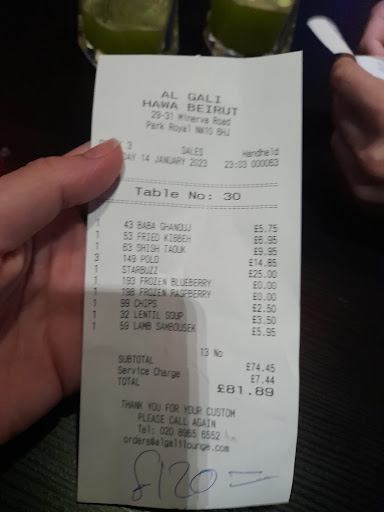 AL GALI
HAWA BEIRUT
29-31 Minerva Road
Park Royal NW10 6HJ
3 SALES Handheld
DAY 14 JANUARY 2023 23:03 000063
Table No: 30
1 43 BABA GHANOUJ £5.75
1 53 FRIED KIBBEH £6.95
1 63 SHISH TAOUK £9.95
3 149 POLO £14.85
1 STARBUZZ £25.00
1 193 FROZEN BLUEBERRY £0.00
1 198 FROZEN RASPBERRY £0.00
1 99 CHIPS £2.50
1 32 LENTIL SOUP £3.50
1 59 LAMB SAMBOUSEK £5.95
13 No
SUBTOTAL £74.45
Service Charge £7.44
TOTAL £81.89
THANK YOU FOR YOUR CUSTOM
PLEASE CALL AGAIN
Tel: 020 8965 6552
orders@algalilounge.com
£120